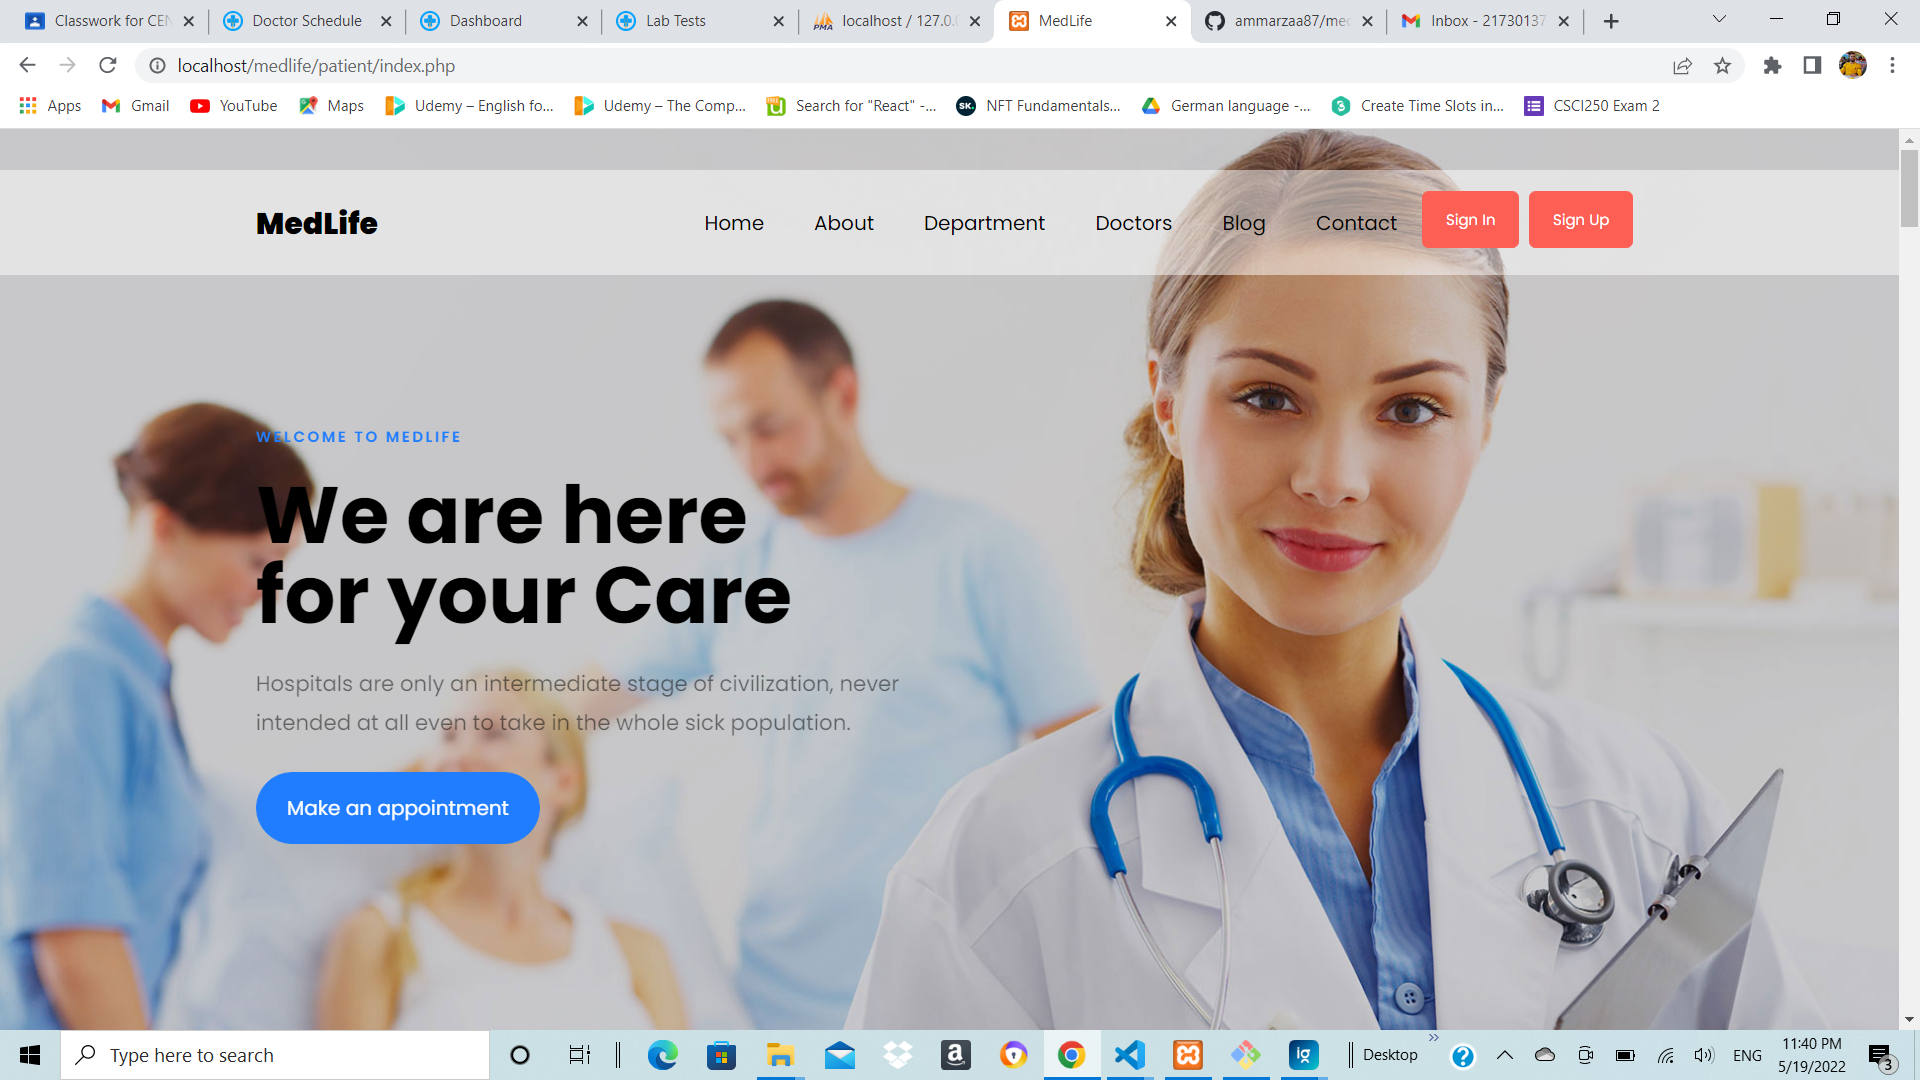 Classwork for CEN
Doctor Schedule
Dashboard
Lab Tests
PMA
localhost / 127.0.0
MedLife
ammarzaa87/med
Inbox - 21730137
localhost/medlife/patient/index.php
Apps
Gmail
YouTube
Maps
Udemy – English fo...
Udemy – The Comp...
Search for "React" -...
SK.
NFT Fundamentals...
German language -...
Create Time Slots in...
CSCI250 Exam 2
MedLife
Home
About
Department
Doctors
Blog
Contact
Sign In
Sign Up
WELCOME TO MEDLIFE
We are here
for your Care
Hospitals are only an intermediate stage of civilization, never
intended at all even to take in the whole sick population.
Make an appointment
Type here to search
a
ig
Desktop
ENG
11:40 PM
5/19/2022
3